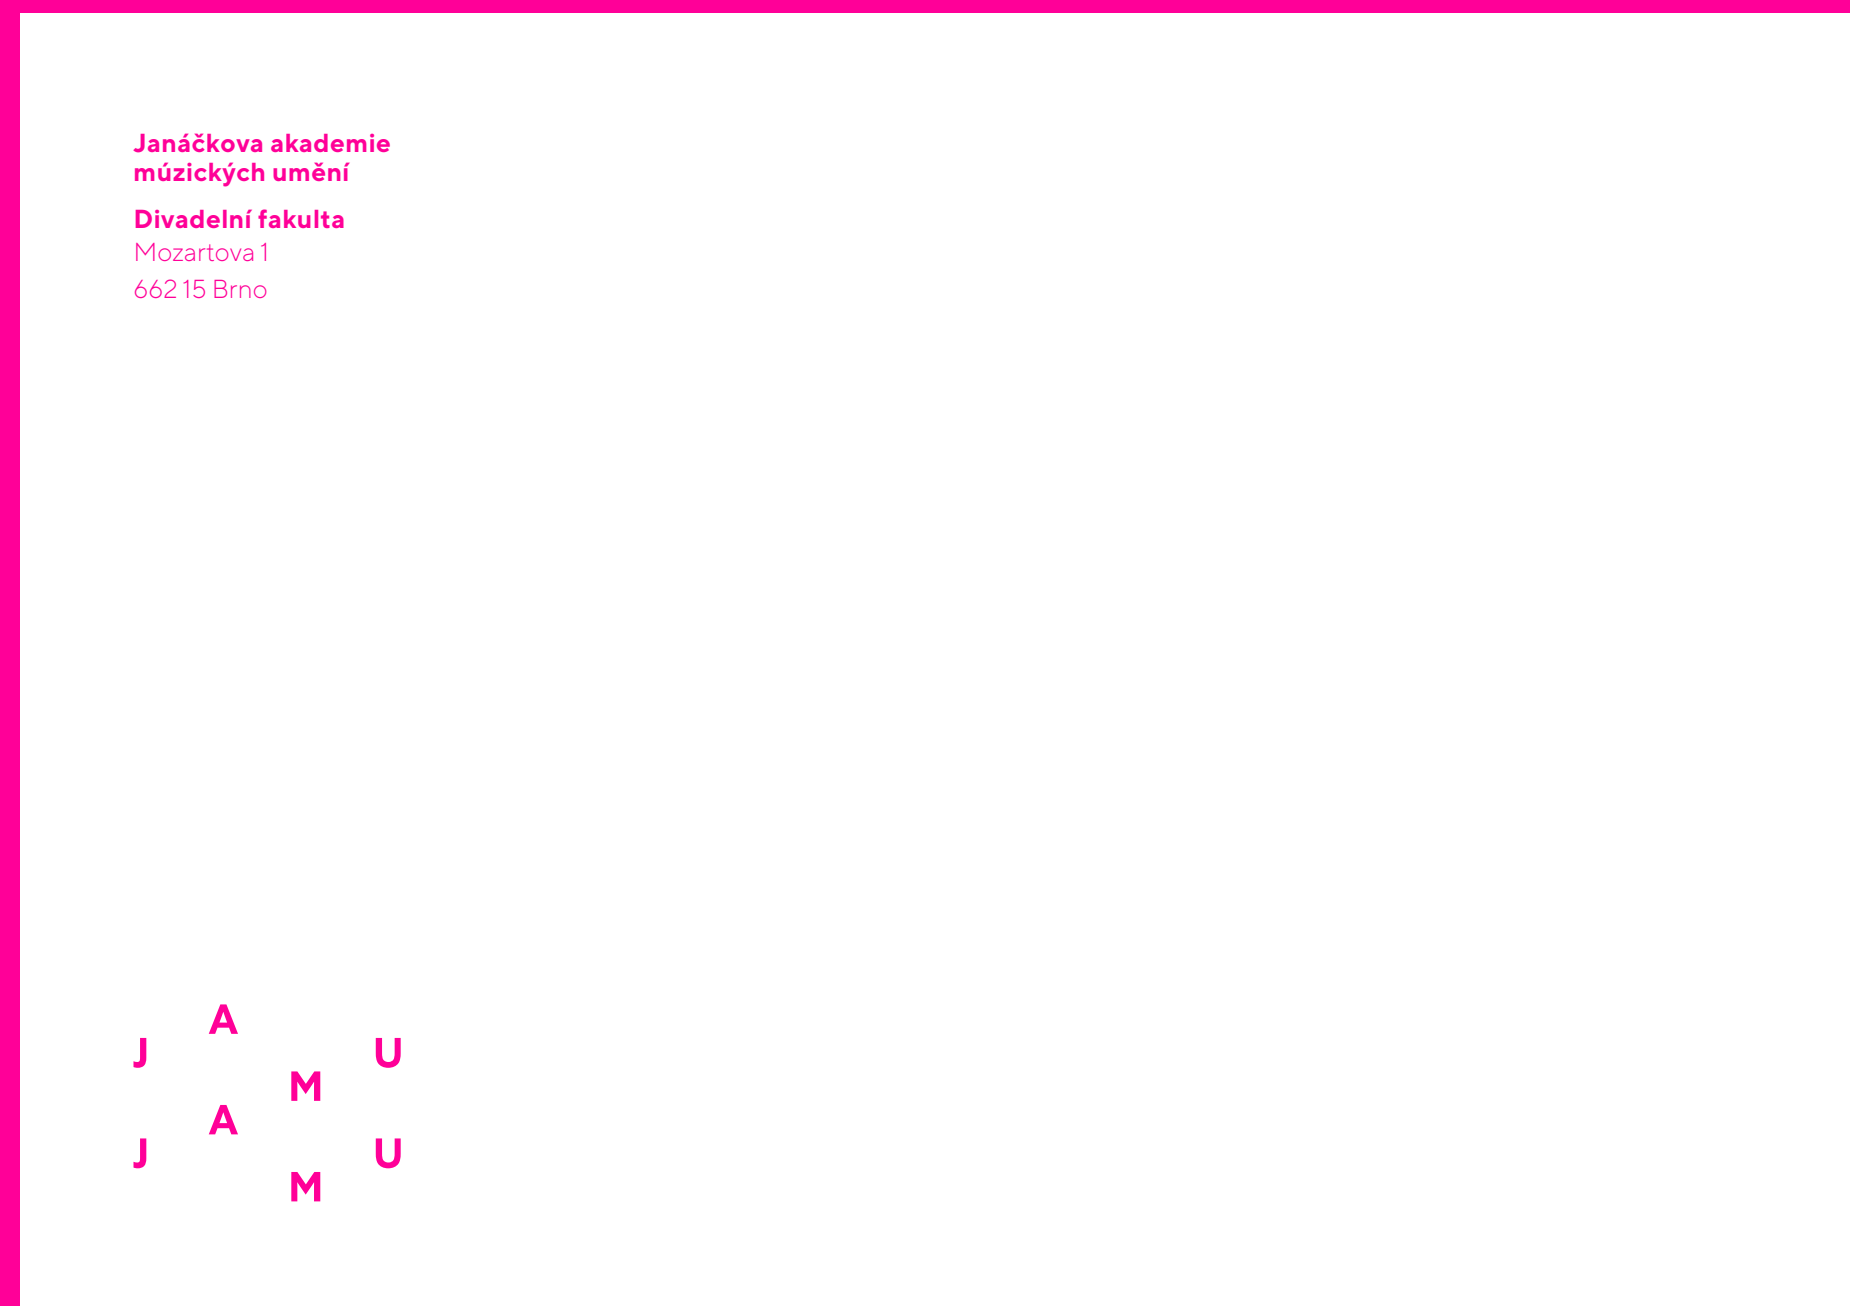 Janáčkova akademie
múzických umění
Divadelní fakulta
Mozartova 1
662 15 Brno
J A M U
J A M U